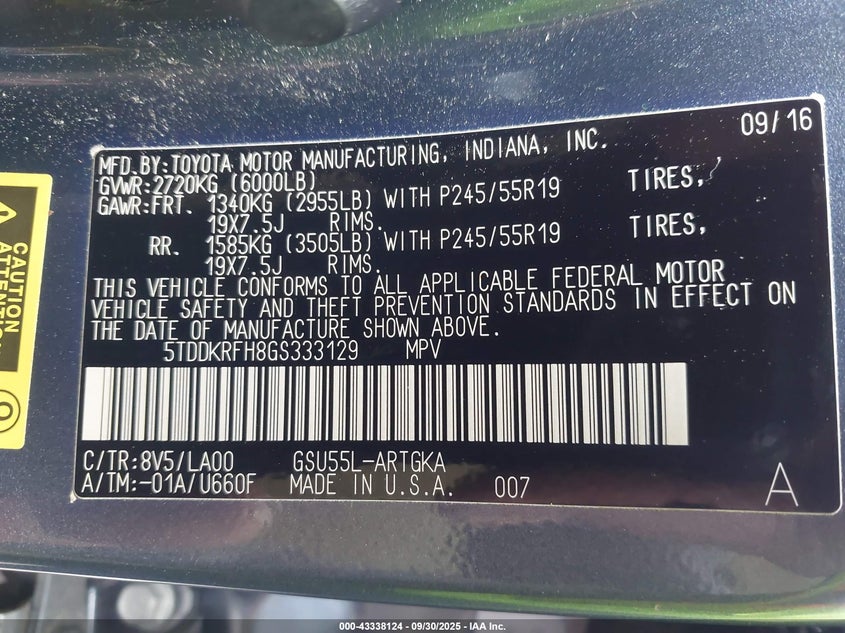 09/16
MFD.BY:TOYOTA MOTOR MANUFACTURING, INDIANA, INC.
GVWR:2720KG (6000LB)
GAWR:FRT. 1340KG (2955LB) WITH P245/55R19 TIRES,
19X7.5J RIMS.
RR. 1585KG (3505LB) WITH P245/55R19 TIRES,
19X7.5J RIMS.
THIS VEHICLE CONFORMS TO ALL APPLICABLE FEDERAL MOTOR
VEHICLE SAFETY AND THEFT PREVENTION STANDARDS IN EFFECT ON
THE DATE OF MANUFACTURE SHOWN ABOVE.
5TDDKRFH8GS333129 MPV
C/TR:8V5/LA00 GSU55L-ARTGKA
A/TM:-01A/U660F MADE IN U.S.A. 007 A
CAUTION
000-43338124 - 09/30/2025 - IAA Inc.